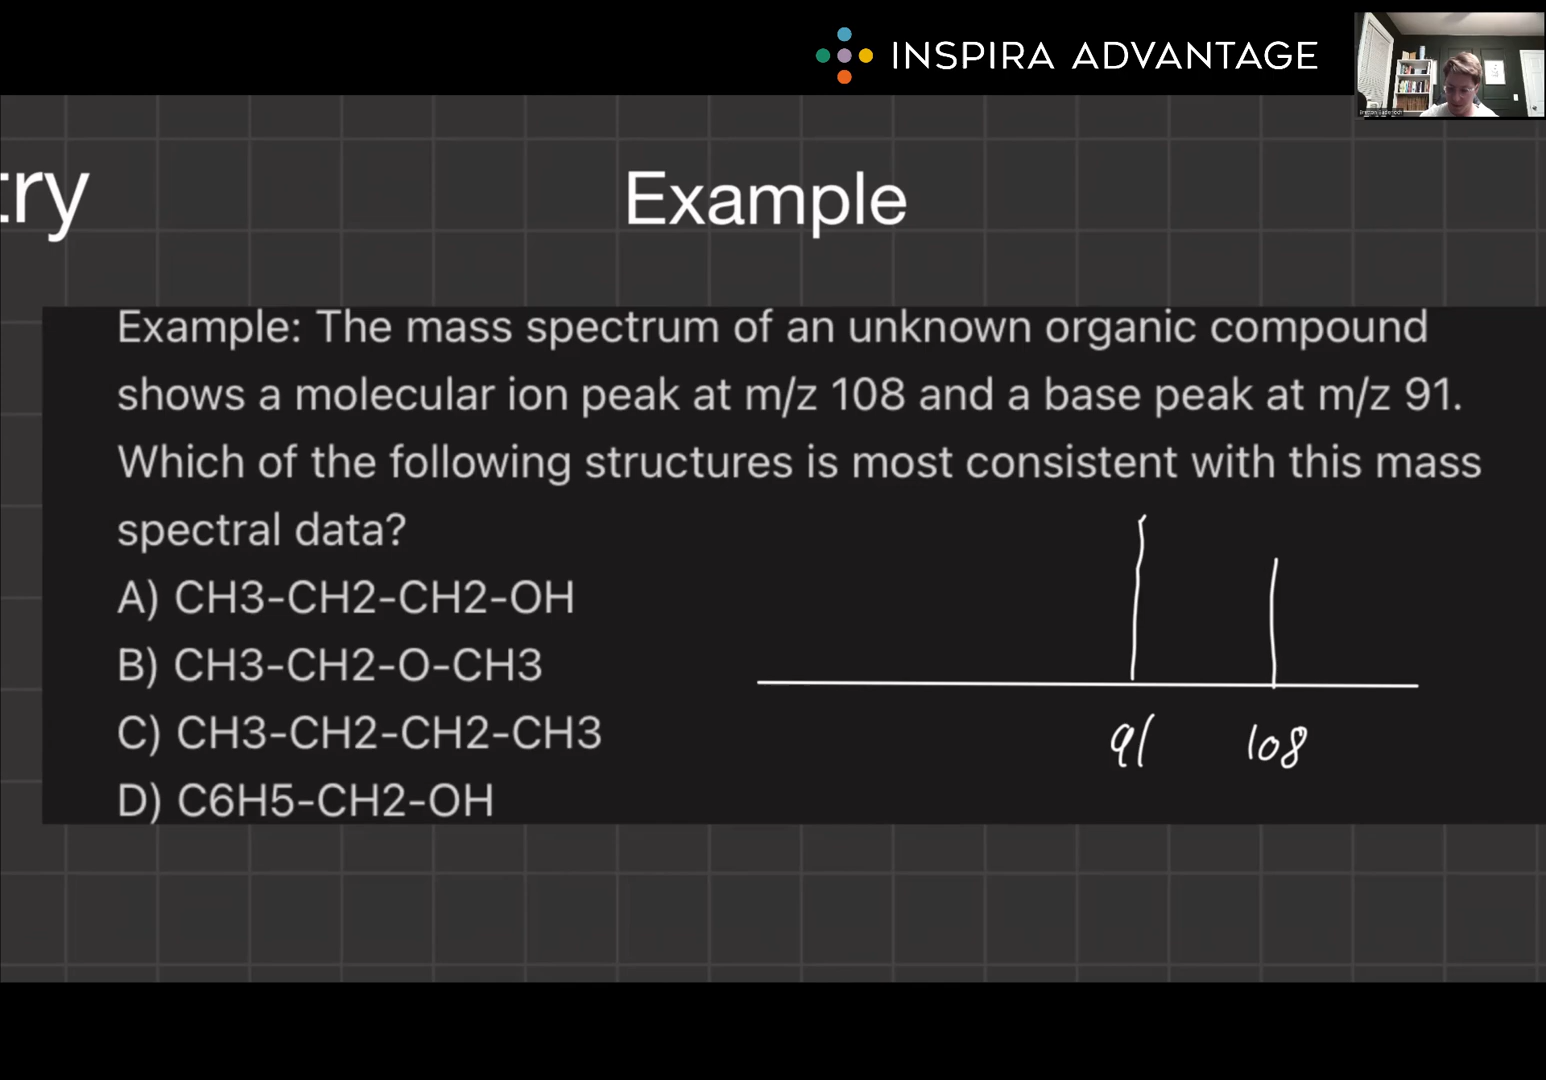 INSPIRA ADVANTAGE
try
Example
Example: The mass spectrum of an unknown organic compound
shows a molecular ion peak at m/z 108 and a base peak at m/z 91.
Which of the following structures is most consistent with this mass
spectral data?
A) CH3-CH2-CH2-OH
B) CH3-CH2-O-CH3
C) CH3-CH2-CH2-CH3
D) C6H5-CH2-OH
91
108